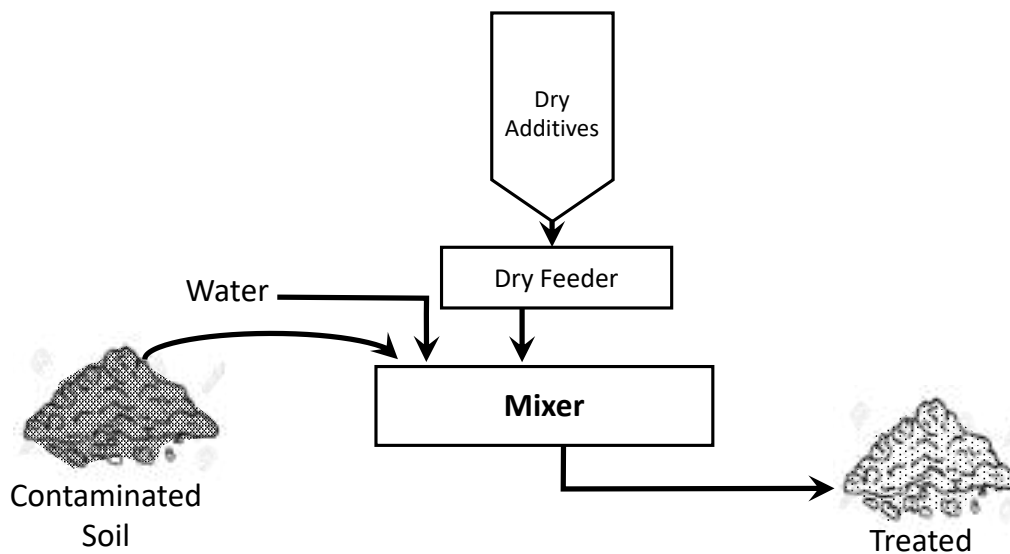 Dry
Additives
Dry Feeder
Water
Mixer
Contaminated
Soil
Treated